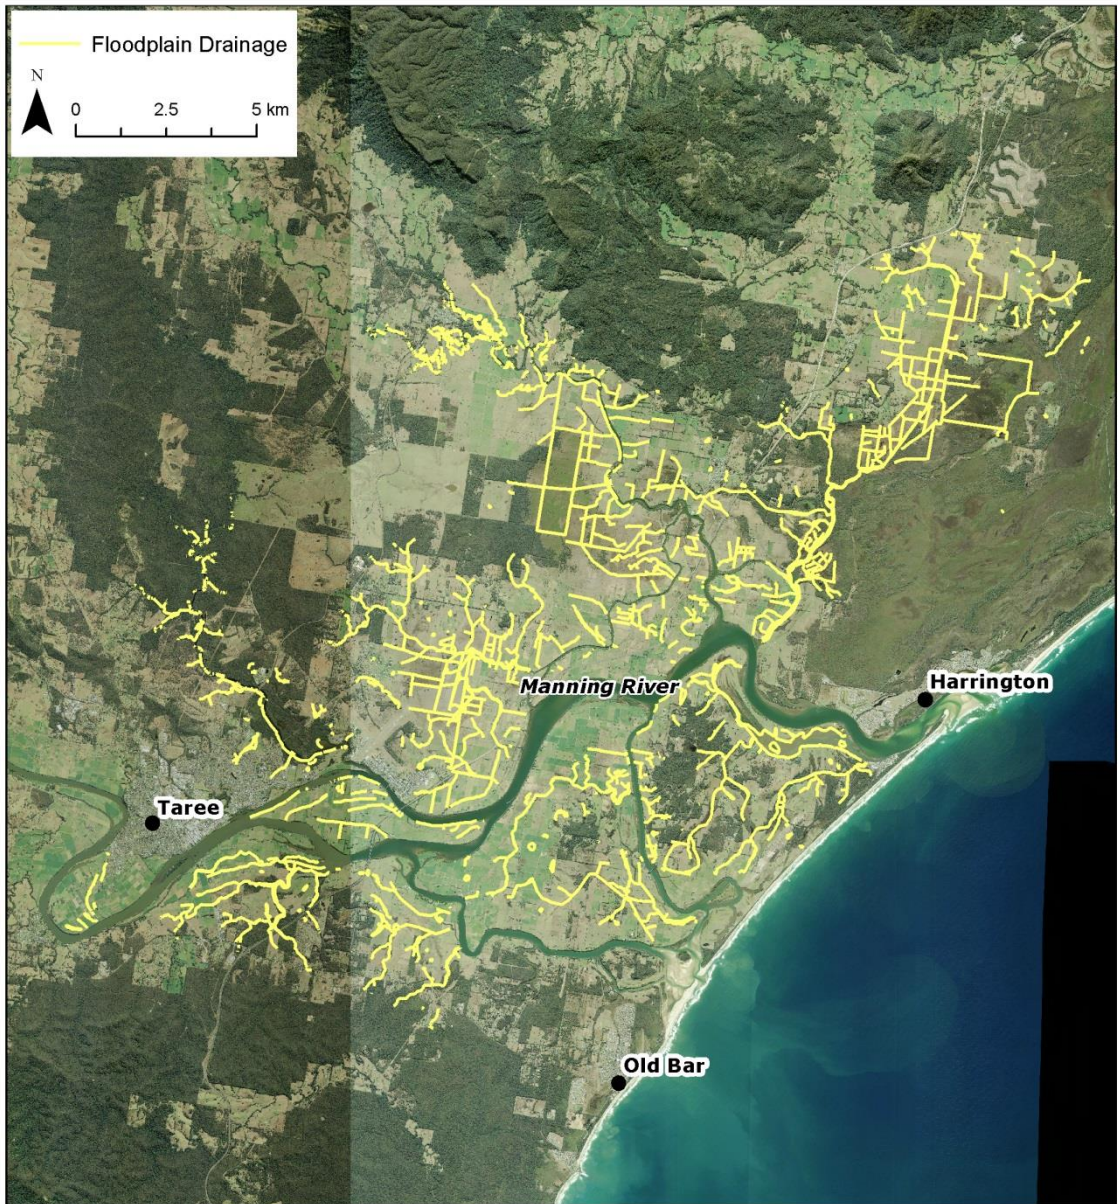 Floodplain Drainage
N
0 2.5 5 km
Manning River
Harrington
Taree
Old Bar